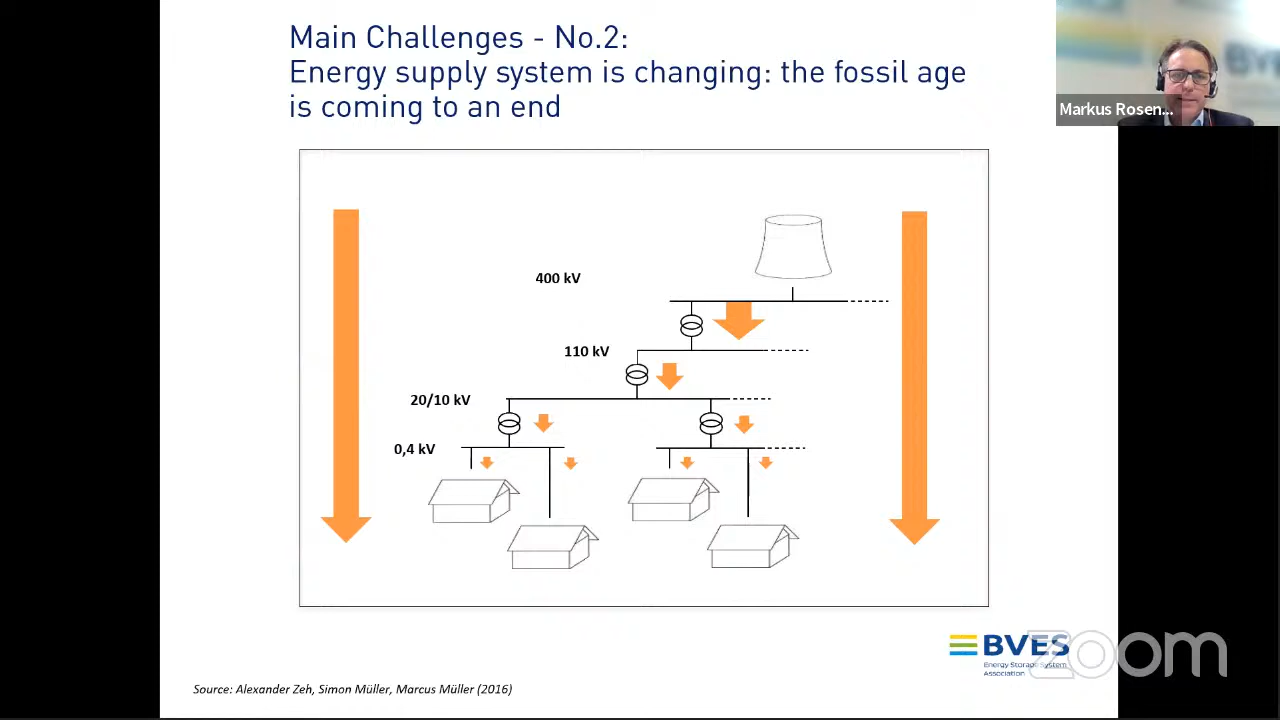 Main Challenges - No.2:
Energy supply system is changing: the fossil age
is coming to an end
Markus Rosen...
400 kV
110 kV
20/10 kV
0,4 kV
BVES
Energy Storage System
Association
zoom
Source: Alexander Zeh, Simon Müller, Marcus Müller (2016)